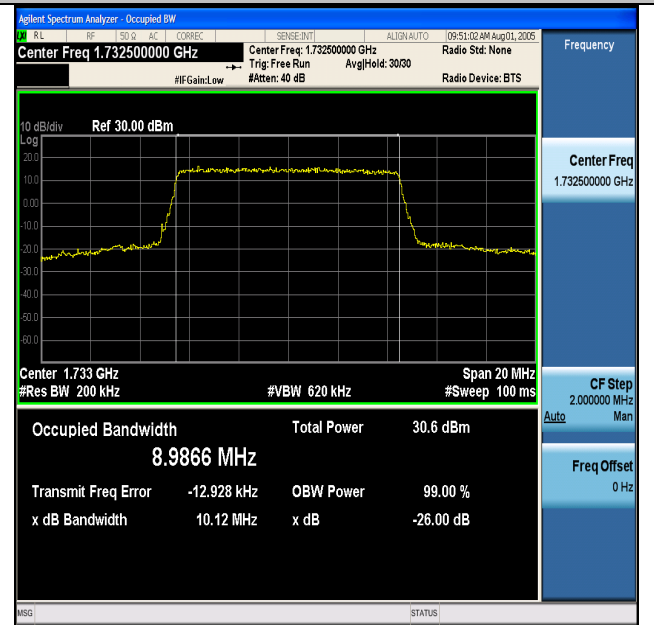 Agilent Spectrum Analyzer - Occupied BW
LXI RL RF 50 Ω AC CORREC SENSE:INT ALIGN AUTO 09:51:02 AM Aug 01, 2005
Center Freq 1.732500000 GHz
Center Freq: 1.732500000 GHz Radio Std: None
Trig: Free Run Avg|Hold: 30/30
#IFGain:Low #Atten: 40 dB Radio Device: BTS
10 dB/div Ref 30.00 dBm
Log
20.0
10.0
0.00
-10.0
-20.0
-30.0
-40.0
-50.0
-60.0
Center 1.733 GHz Span 20 MHz
#Res BW 200 kHz #VBW 620 kHz #Sweep 100 ms
Occupied Bandwidth Total Power 30.6 dBm
8.9866 MHz
Transmit Freq Error -12.928 kHz OBW Power 99.00 %
x dB Bandwidth 10.12 MHz x dB -26.00 dB
Frequency
Center Freq
1.732500000 GHz
CF Step
2.000000 MHz
Auto Man
Freq Offset
0 Hz
MSG STATUS